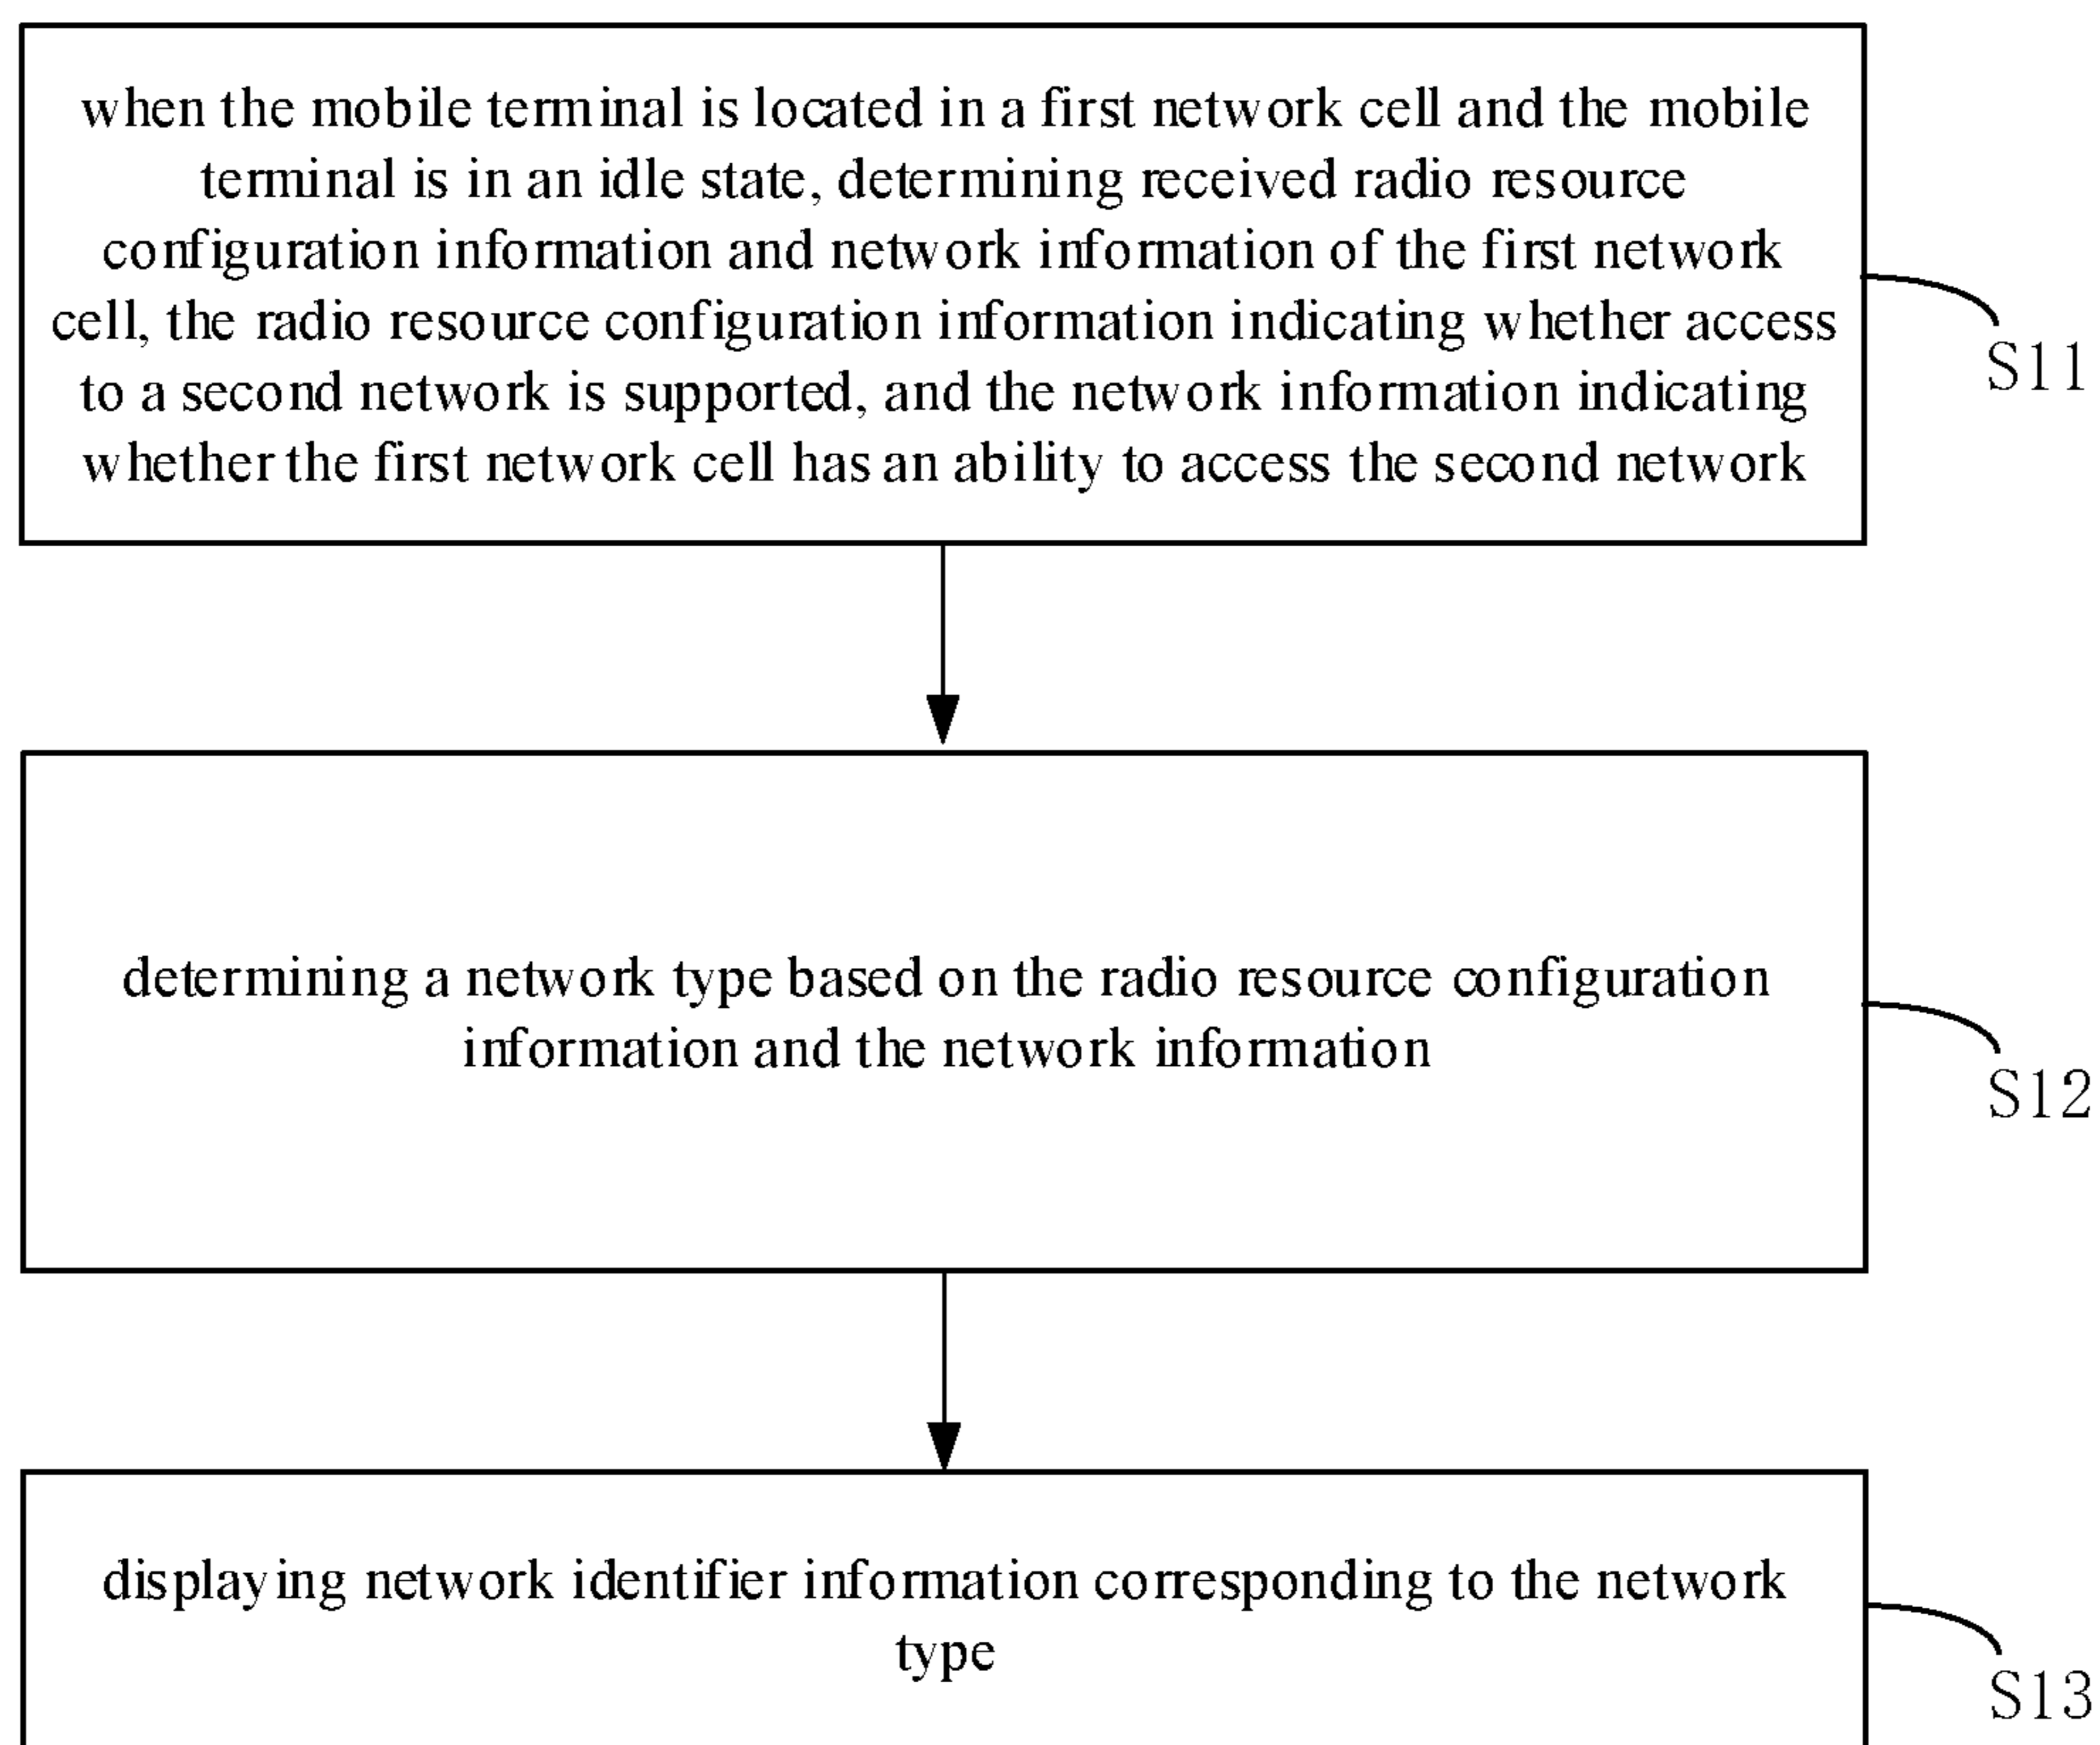 when the mobile terminal is located in a first network cell and the mobile
terminal is in an idle state, determining received radio resource
configuration information and network information of the first network
cell, the radio resource configuration information indicating whether access
to a second network is supported, and the network information indicating
whether the first network cell has an ability to access the second network
S11
determining a network type based on the radio resource configuration
information and the network information
S12
displaying network identifier information corresponding to the network
type
S13